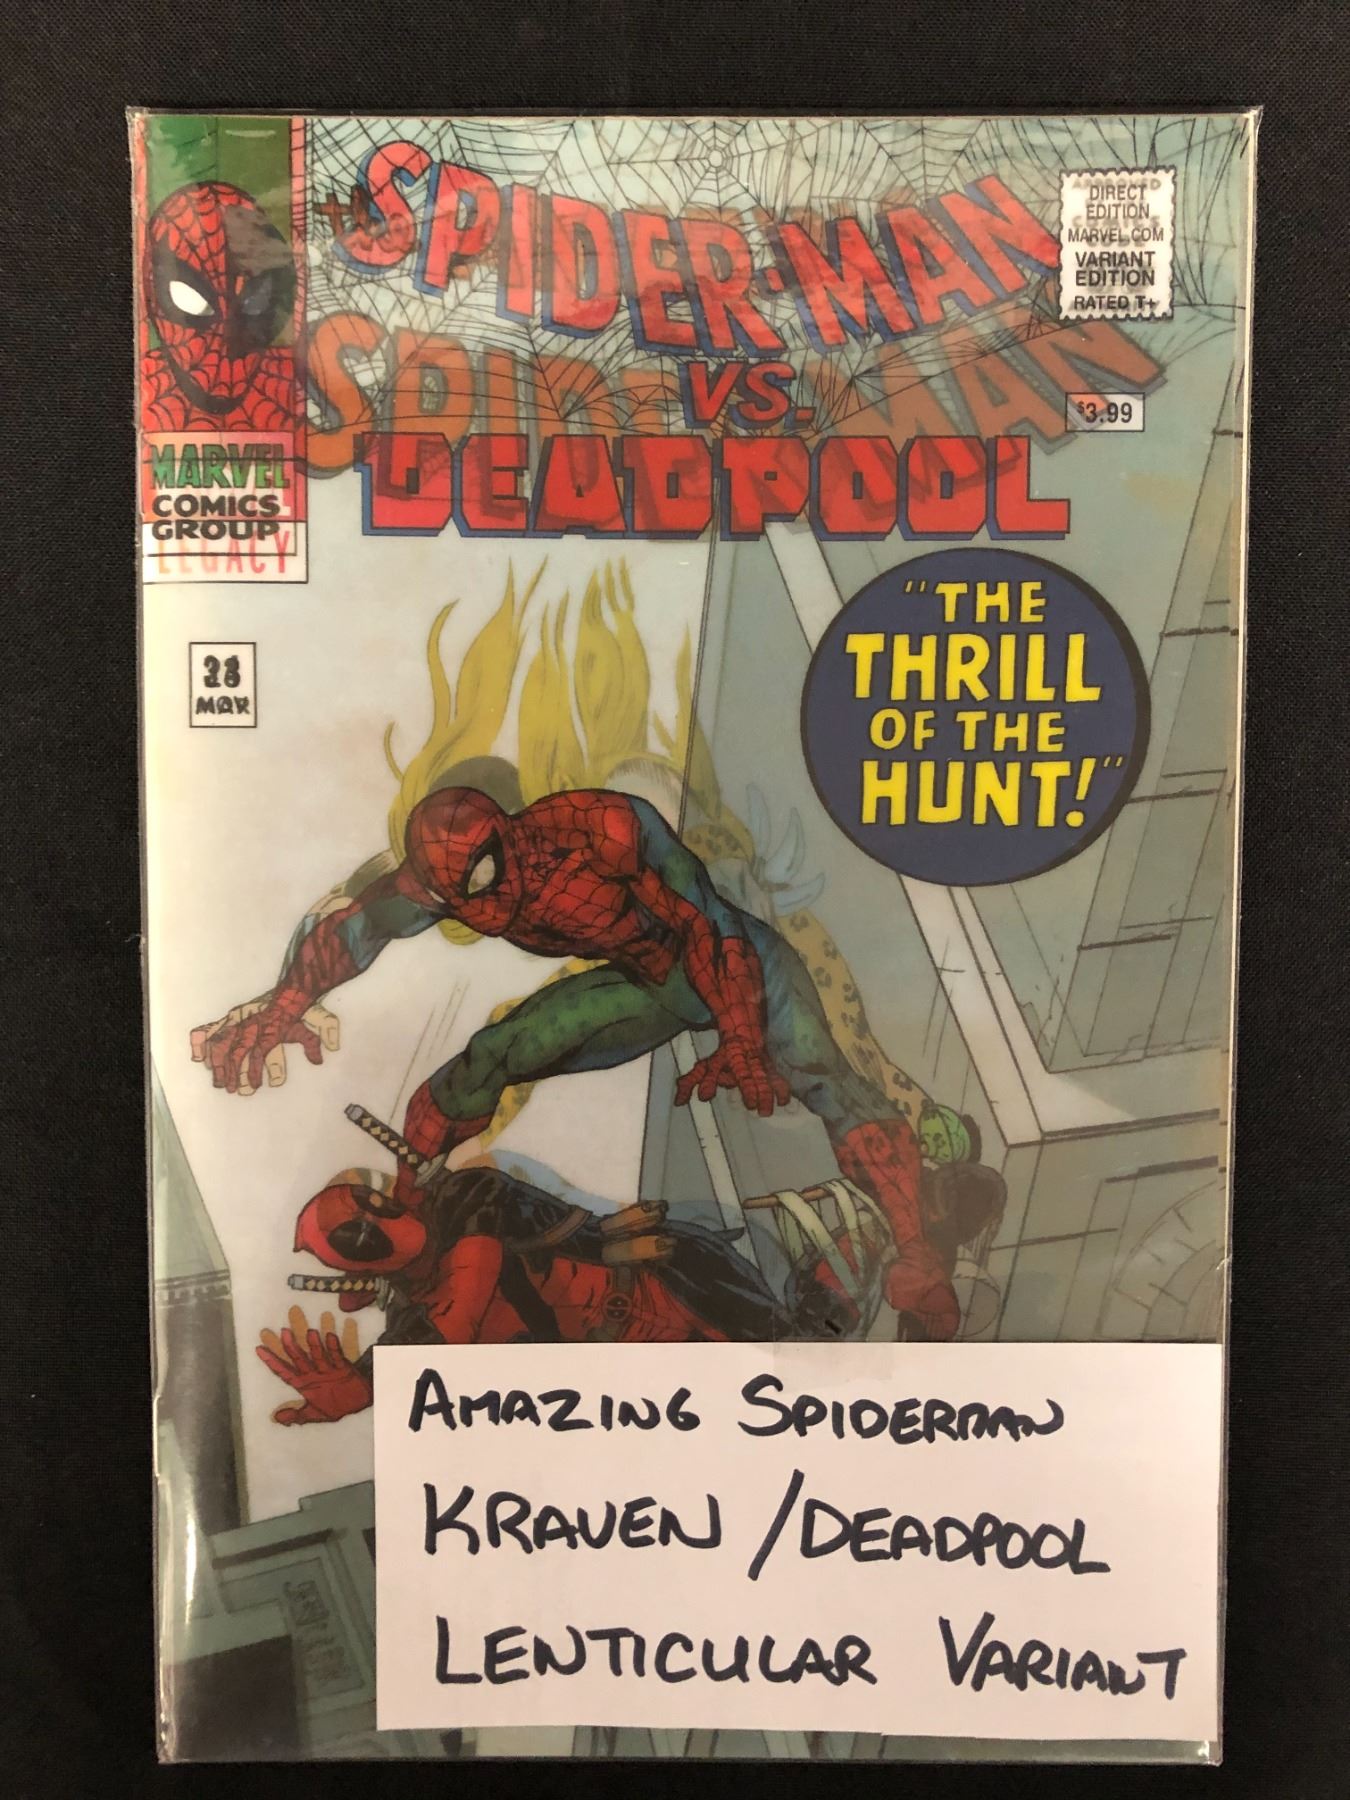 the SPIDER-MAN
SPIDER-MAN
VS.
DEADPOOL
DIRECT
EDITION
MARVEL.COM
VARIANT
EDITION
RATED T+
$3.99
MARVEL
COMICS
GROUP
LEGACY
"THE
THRILL
OF THE
HUNT!"
AMAZING SPIDERMAN
KRAVEN / DEADPOOL
LENTICULAR VARIANT